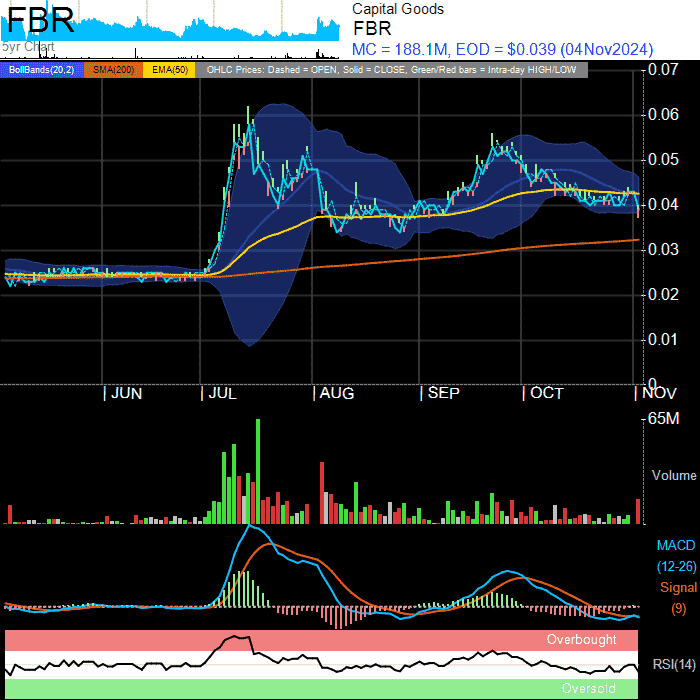 FBR
5yr Chart
Capital Goods
FBR
MC = 188.1M, EOD = $0.039 (04Nov2024)
BollBands(20,2) SMA(200) EMA(50) OHLC Prices: Dashed = OPEN, Solid = CLOSE, Green/Red bars = Intra-day HIGH/LOW
0.07
0.06
0.05
0.04
0.03
0.02
0.01
0
JUN JUL AUG SEP OCT NOV
65M
Volume
MACD
(12-26)
Signal
(9)
Overbought
RSI(14)
Oversold